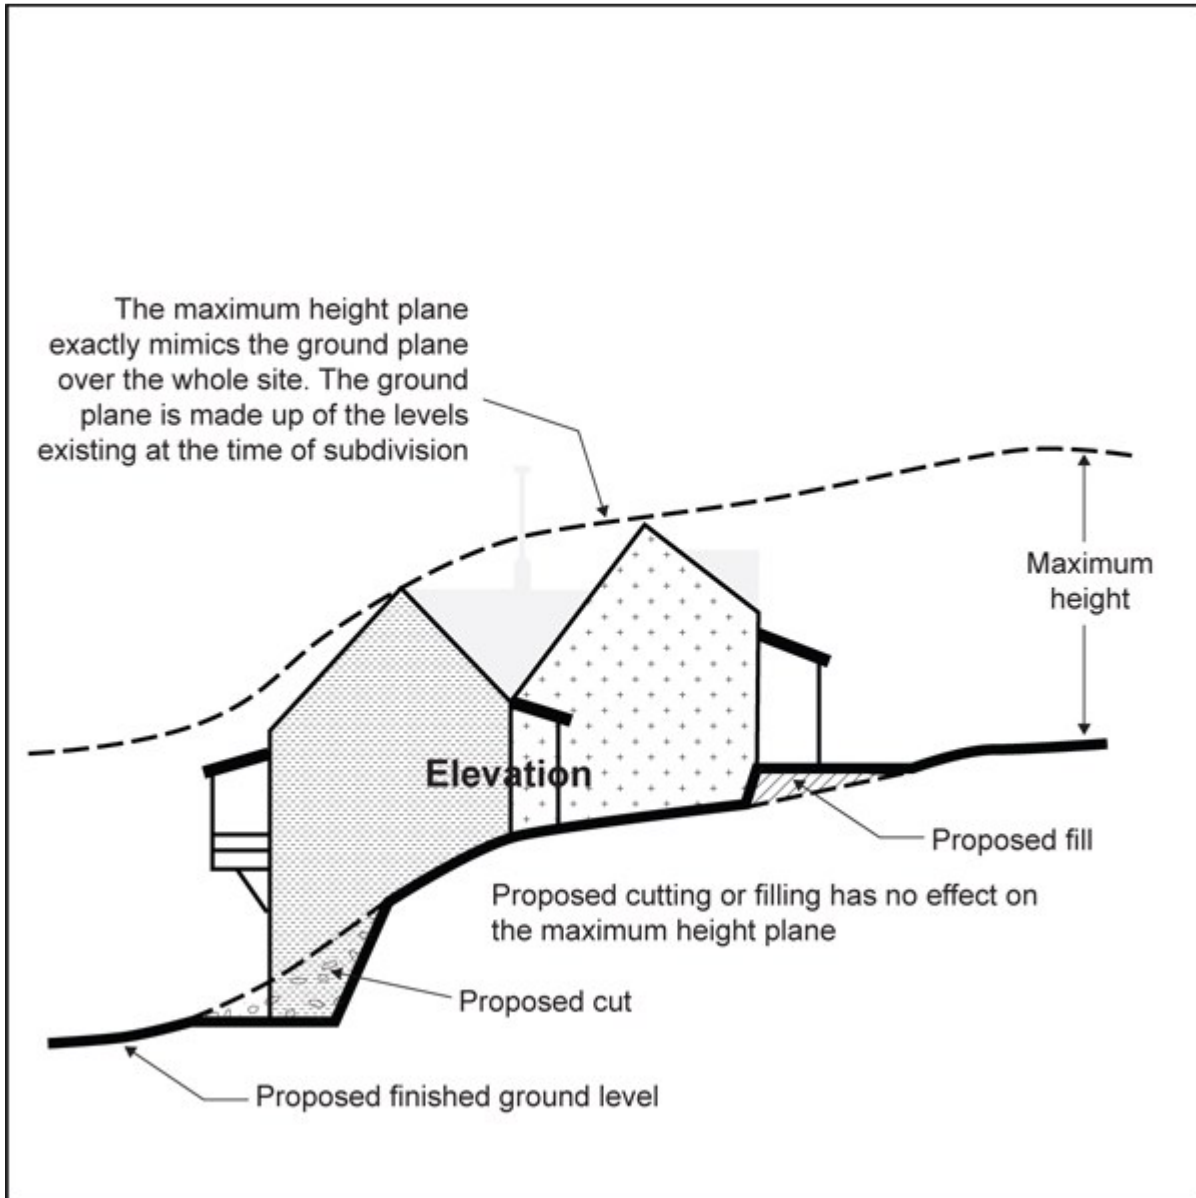 The maximum height plane
exactly mimics the ground plane
over the whole site. The ground
plane is made up of the levels
existing at the time of subdivision
Maximum
height
Elevation
Proposed fill
Proposed cutting or filling has no effect on
the maximum height plane
Proposed cut
Proposed finished ground level